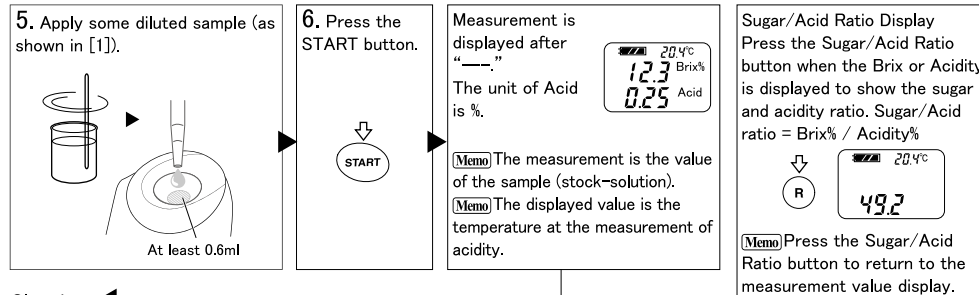 5. Apply some diluted sample (as
shown in [1]).
At least 0.6ml
6. Press the
START button.
START
Measurement is
displayed after
“−−−.”
The unit of Acid
is %.
20.4℃
12.3 Brix%
0.25 Acid
Memo The measurement is the value
of the sample (stock-solution).
Memo The displayed value is the
temperature at the measurement of
acidity.
Sugar/Acid Ratio Display
Press the Sugar/Acid Ratio
button when the Brix or Acidity
is displayed to show the sugar
and acidity ratio. Sugar/Acid
ratio = Brix% / Acidity%
R
20.4℃
49.2
Memo Press the Sugar/Acid
Ratio button to return to the
measurement value display.